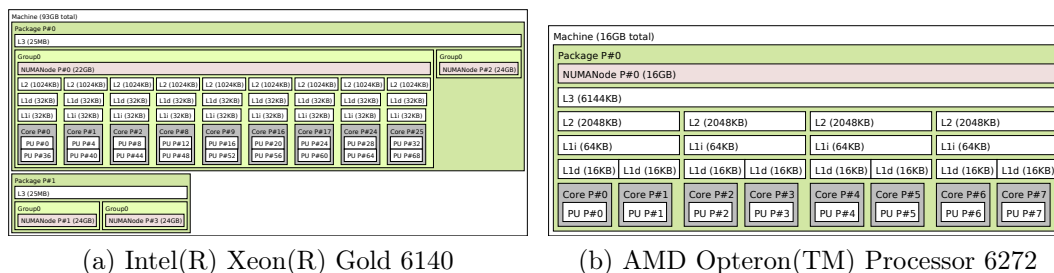 Machine (93GB total)
Package P#0
L3 (25MB)
Group0
NUMANode P#0 (22GB)
L2 (1024KB) L2 (1024KB) L2 (1024KB) L2 (1024KB) L2 (1024KB) L2 (1024KB) L2 (1024KB) L2 (1024KB) L2 (1024KB)
L1d (32KB) L1d (32KB) L1d (32KB) L1d (32KB) L1d (32KB) L1d (32KB) L1d (32KB) L1d (32KB) L1d (32KB)
L1i (32KB) L1i (32KB) L1i (32KB) L1i (32KB) L1i (32KB) L1i (32KB) L1i (32KB) L1i (32KB) L1i (32KB)
Core P#0 Core P#1 Core P#2 Core P#8 Core P#9 Core P#16 Core P#17 Core P#24 Core P#25
PU P#0 PU P#4 PU P#8 PU P#12 PU P#16 PU P#20 PU P#24 PU P#28 PU P#32
PU P#36 PU P#40 PU P#44 PU P#48 PU P#52 PU P#56 PU P#60 PU P#64 PU P#68
Group0
NUMANode P#2 (24GB)
Package P#1
L3 (25MB)
Group0 Group0
NUMANode P#1 (24GB) NUMANode P#3 (24GB)
(a) Intel(R) Xeon(R) Gold 6140
Machine (16GB total)
Package P#0
NUMANode P#0 (16GB)
L3 (6144KB)
L2 (2048KB) L2 (2048KB) L2 (2048KB) L2 (2048KB)
L1i (64KB) L1i (64KB) L1i (64KB) L1i (64KB)
L1d (16KB) L1d (16KB) L1d (16KB) L1d (16KB) L1d (16KB) L1d (16KB) L1d (16KB) L1d (16KB)
Core P#0 Core P#1 Core P#2 Core P#3 Core P#4 Core P#5 Core P#6 Core P#7
PU P#0 PU P#1 PU P#2 PU P#3 PU P#4 PU P#5 PU P#6 PU P#7
(b) AMD Opteron(TM) Processor 6272